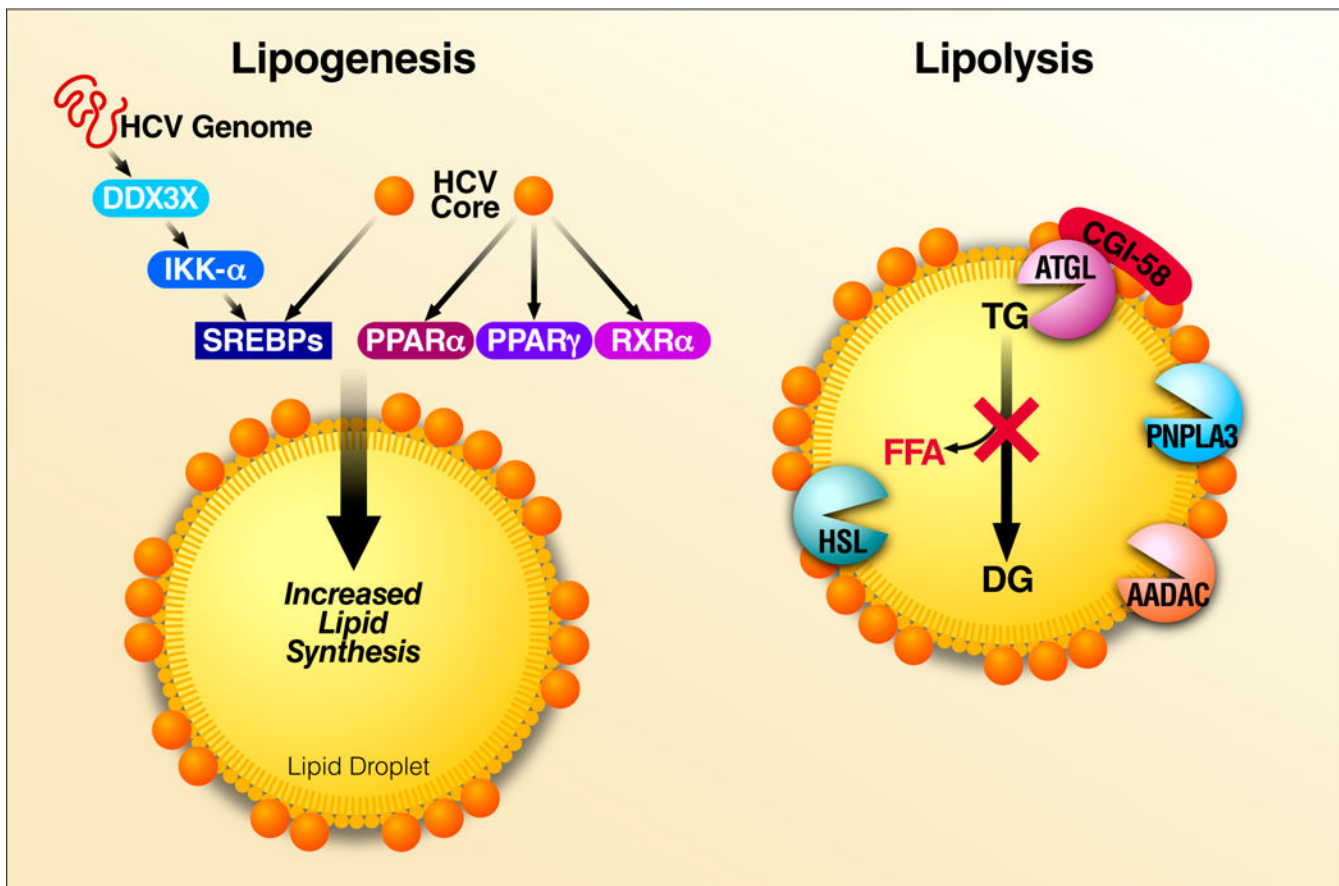 Lipogenesis
HCV Genome
DDX3X
IKK-α
HCV
Core
SREBPs
PPARα
PPARγ
RXRα
Increased
Lipid
Synthesis
Lipid Droplet
Lipolysis
CGI-58
ATGL
TG
PNPLA3
FFA
HSL
DG
AADAC